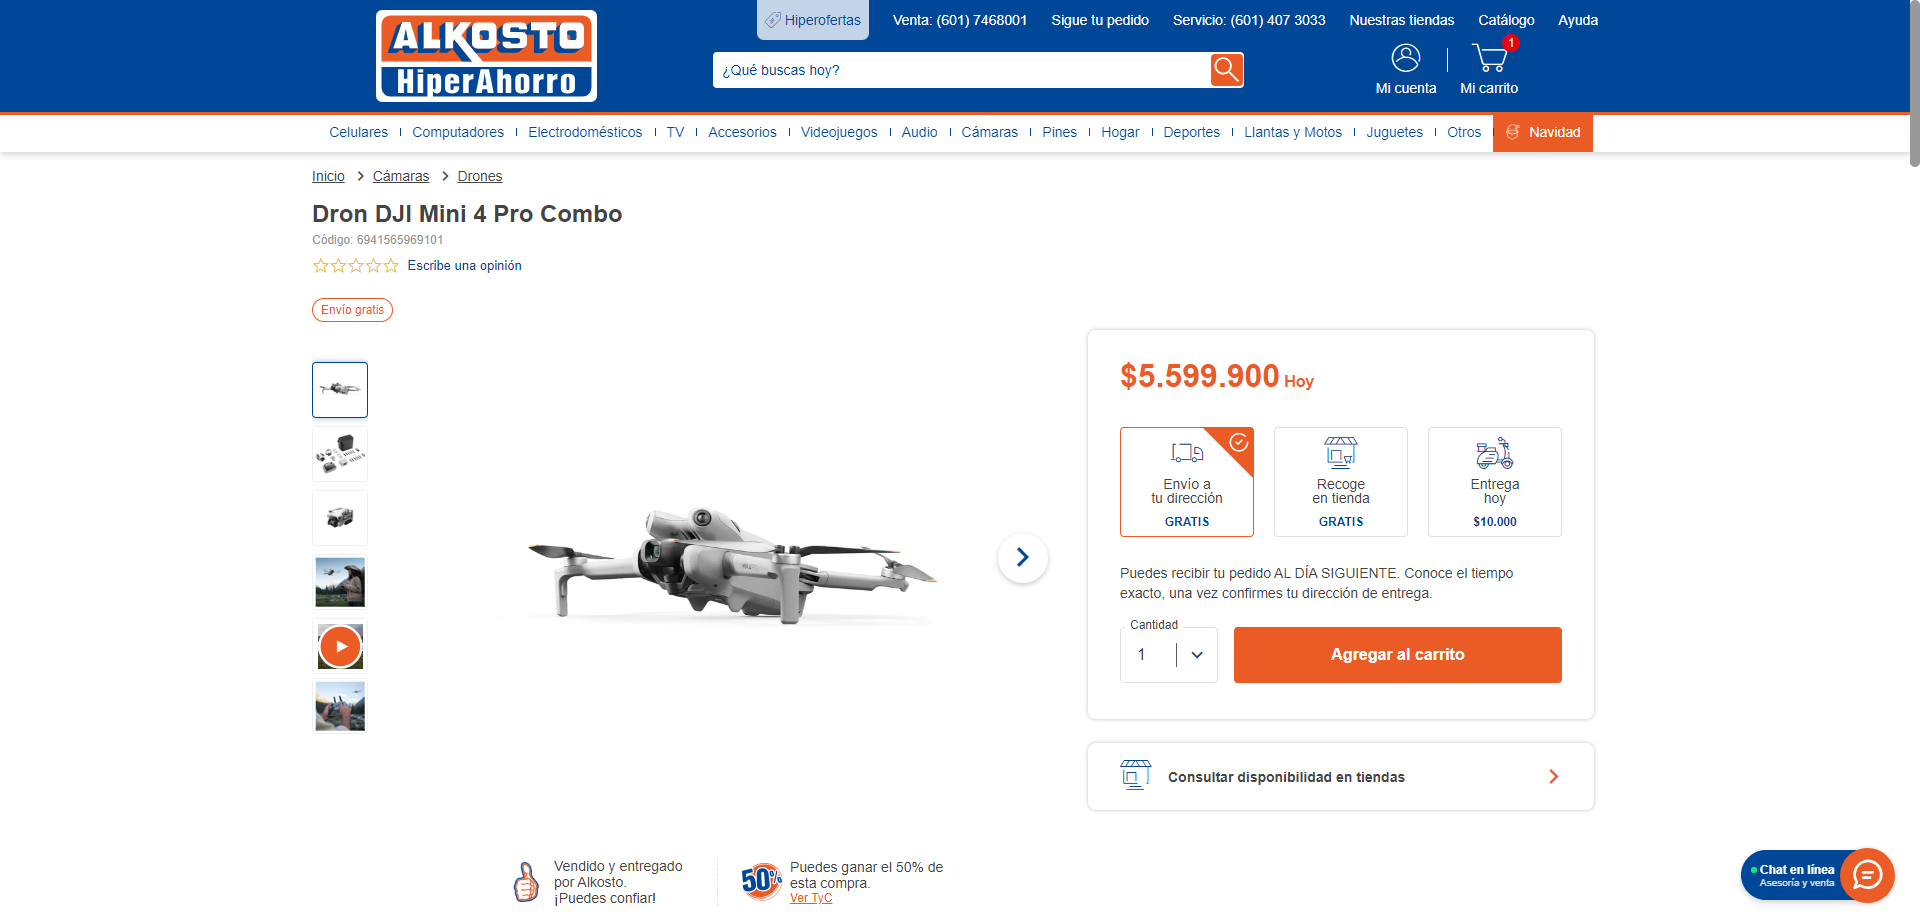 ALKOSTO
HiperAhorro
Hiperofertas
Venta: (601) 7468001
Sigue tu pedido
Servicio: (601) 407 3033
Nuestras tiendas
Catálogo
Ayuda
¿Qué buscas hoy?
1
Mi cuenta
Mi carrito
Celulares
Computadores
Electrodomésticos
TV
Accesorios
Videojuegos
Audio
Cámaras
Pines
Hogar
Deportes
Llantas y Motos
Juguetes
Otros
Navidad
Inicio
Cámaras
Drones
Dron DJI Mini 4 Pro Combo
Código: 6941565969101
Escribe una opinión
Envío gratis
$5.599.900 Hoy
Envío a
tu dirección
GRATIS
Recoge
en tienda
GRATIS
Entrega
hoy
$10.000
Puedes recibir tu pedido AL DÍA SIGUIENTE. Conoce el tiempo
exacto, una vez confirmes tu dirección de entrega.
Cantidad
1
Agregar al carrito
Consultar disponibilidad en tiendas
Vendido y entregado
por Alkosto.
¡Puedes confiar!
50%
Puedes ganar el 50% de
esta compra.
Ver TyC
Chat en línea
Asesoría y venta